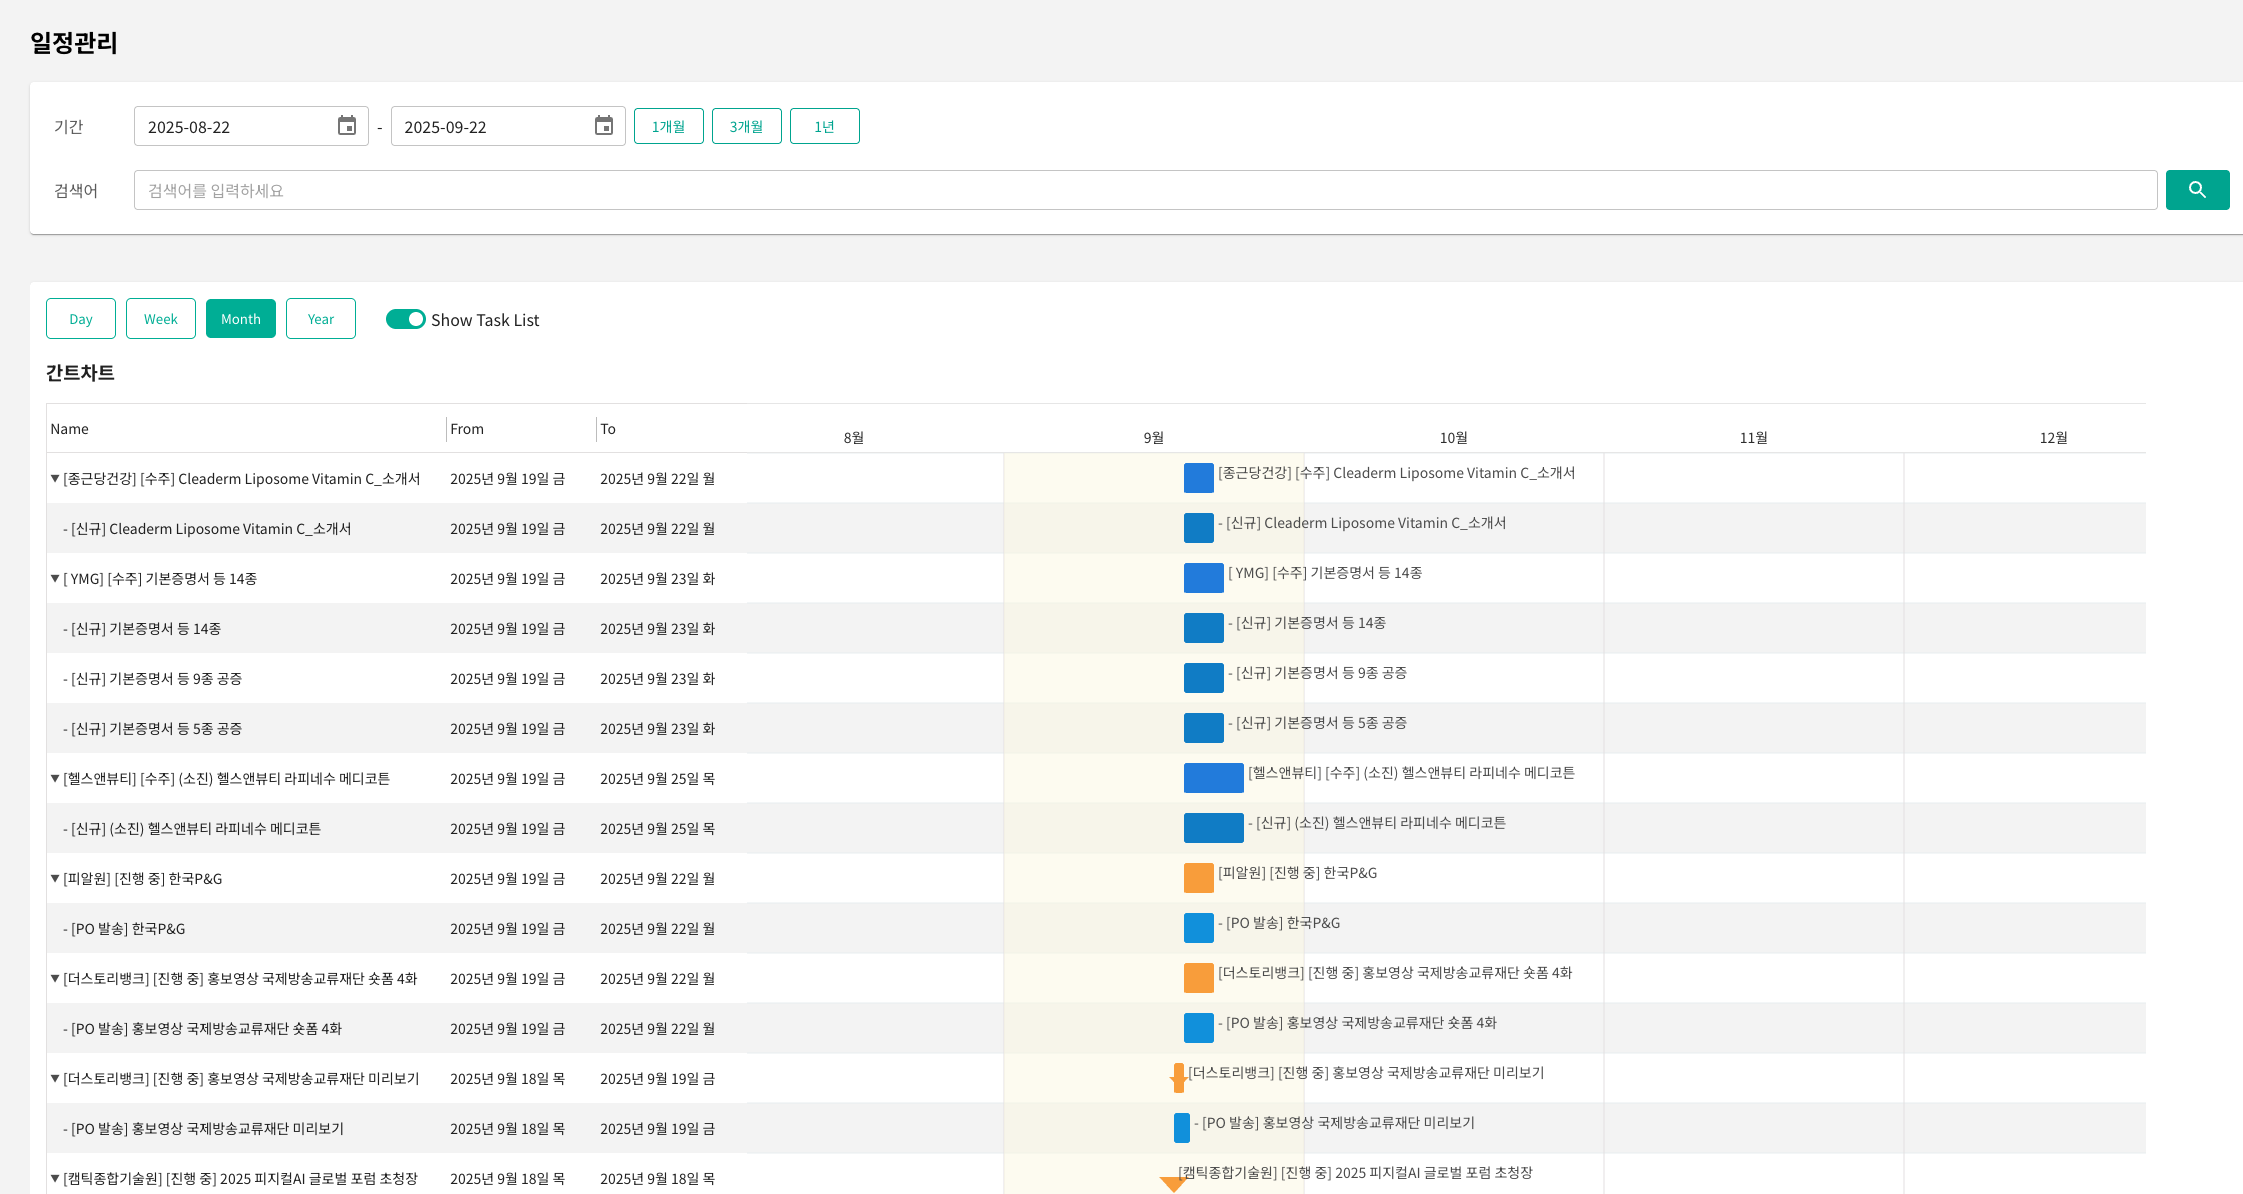 일정관리
기간 2025-08-22 - 2025-09-22 1개월 3개월 1년
검색어 검색어를 입력하세요
Day Week Month Year Show Task List
간트차트
Name From To 8월 9월 10월 11월 12월
▼ [종근당건강] [수주] Cleaderm Liposome Vitamin C_소개서 2025년 9월 19일 금 2025년 9월 22일 월 [종근당건강] [수주] Cleaderm Liposome Vitamin C_소개서
- [신규] Cleaderm Liposome Vitamin C_소개서 2025년 9월 19일 금 2025년 9월 22일 월 - [신규] Cleaderm Liposome Vitamin C_소개서
▼ [ YMG] [수주] 기본증명서 등 14종 2025년 9월 19일 금 2025년 9월 23일 화 [ YMG] [수주] 기본증명서 등 14종
- [신규] 기본증명서 등 14종 2025년 9월 19일 금 2025년 9월 23일 화 - [신규] 기본증명서 등 14종
- [신규] 기본증명서 등 9종 공증 2025년 9월 19일 금 2025년 9월 23일 화 - [신규] 기본증명서 등 9종 공증
- [신규] 기본증명서 등 5종 공증 2025년 9월 19일 금 2025년 9월 23일 화 - [신규] 기본증명서 등 5종 공증
▼ [헬스앤뷰티] [수주] (소진) 헬스앤뷰티 라피네수 메디코튼 2025년 9월 19일 금 2025년 9월 25일 목 [헬스앤뷰티] [수주] (소진) 헬스앤뷰티 라피네수 메디코튼
- [신규] (소진) 헬스앤뷰티 라피네수 메디코튼 2025년 9월 19일 금 2025년 9월 25일 목 - [신규] (소진) 헬스앤뷰티 라피네수 메디코튼
▼ [피알원] [진행 중] 한국P&G 2025년 9월 19일 금 2025년 9월 22일 월 [피알원] [진행 중] 한국P&G
- [PO 발송] 한국P&G 2025년 9월 19일 금 2025년 9월 22일 월 - [PO 발송] 한국P&G
▼ [더스토리뱅크] [진행 중] 홍보영상 국제방송교류재단 숏폼 4화 2025년 9월 19일 금 2025년 9월 22일 월 [더스토리뱅크] [진행 중] 홍보영상 국제방송교류재단 숏폼 4화
- [PO 발송] 홍보영상 국제방송교류재단 숏폼 4화 2025년 9월 19일 금 2025년 9월 22일 월 - [PO 발송] 홍보영상 국제방송교류재단 숏폼 4화
▼ [더스토리뱅크] [진행 중] 홍보영상 국제방송교류재단 미리보기 2025년 9월 18일 목 2025년 9월 19일 금 [더스토리뱅크] [진행 중] 홍보영상 국제방송교류재단 미리보기
- [PO 발송] 홍보영상 국제방송교류재단 미리보기 2025년 9월 18일 목 2025년 9월 19일 금 - [PO 발송] 홍보영상 국제방송교류재단 미리보기
▼ [캠틱종합기술원] [진행 중] 2025 피지컬AI 글로벌 포럼 초청장 2025년 9월 18일 목 2025년 9월 18일 목 [캠틱종합기술원] [진행 중] 2025 피지컬AI 글로벌 포럼 초청장